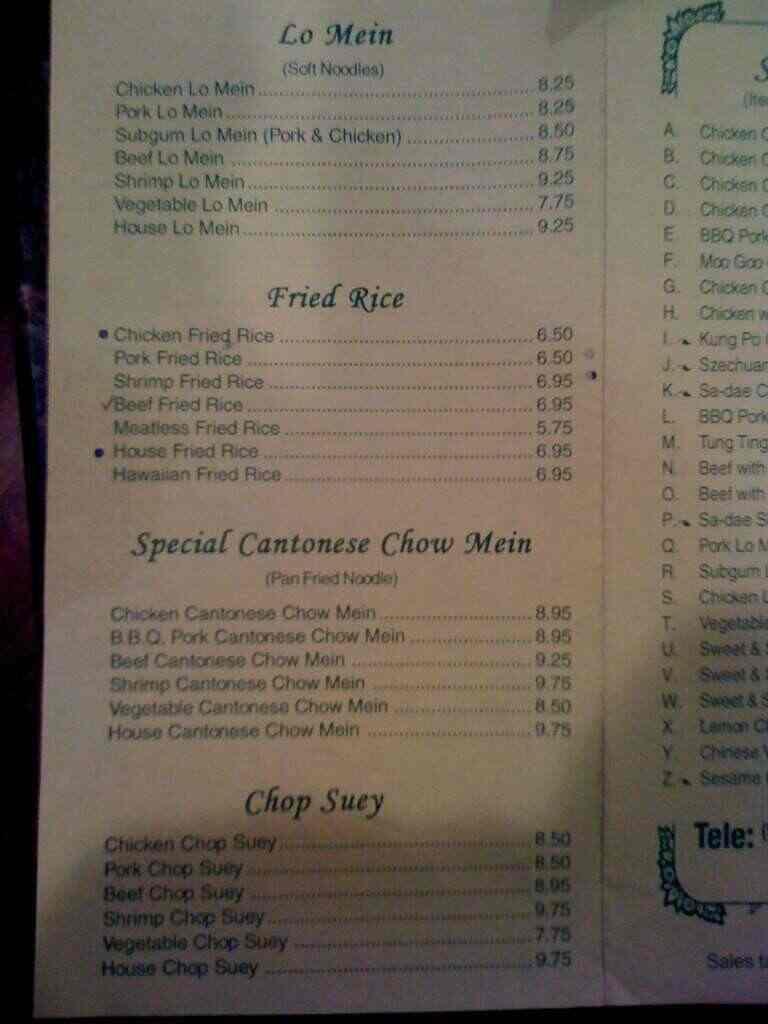 Lo Mein
(Soft Noodles)
Chicken Lo Mein 8.25
Pork Lo Mein 8.25
Subgum Lo Mein (Pork & Chicken) 8.50
Beef Lo Mein 8.75
Shrimp Lo Mein 9.25
Vegetable Lo Mein 7.75
House Lo Mein 9.25
Fried Rice
Chicken Fried Rice 6.50
Pork Fried Rice 6.50
Shrimp Fried Rice 6.95
✓Beef Fried Rice 6.95
Meatless Fried Rice 5.75
House Fried Rice 6.95
Hawaiian Fried Rice 6.95
Special Cantonese Chow Mein
(Pan Fried Noodle)
Chicken Cantonese Chow Mein 8.95
B.B.Q. Pork Cantonese Chow Mein 8.95
Beef Cantonese Chow Mein 9.25
Shrimp Cantonese Chow Mein 9.75
Vegetable Cantonese Chow Mein 8.50
House Cantonese Chow Mein 9.75
Chop Suey
Chicken Chop Suey 8.50
Pork Chop Suey 8.50
Beef Chop Suey 8.95
Shrimp Chop Suey 9.75
Vegetable Chop Suey 7.75
House Chop Suey 9.75
S
A. Chicken
B. Chicken
C. Chicken
D. Chicken
E. BBQ Pork
F. Moo Goo
G. Chicken
H. Chicken w
I. Kung Po
J. Szechuan
K. Sa-dae C
L. BBQ Pork
M. Tung Ting
N. Beef with
O. Beef with
P. Sa-dae S
Q. Pork Lo M
R. Subgum L
S. Chicken L
T. Vegetable
U. Sweet &
V. Sweet &
W. Sweet & S
X. Lemon Ch
Y. Chinese V
Z. Sesame
Tele: (
Sales ta